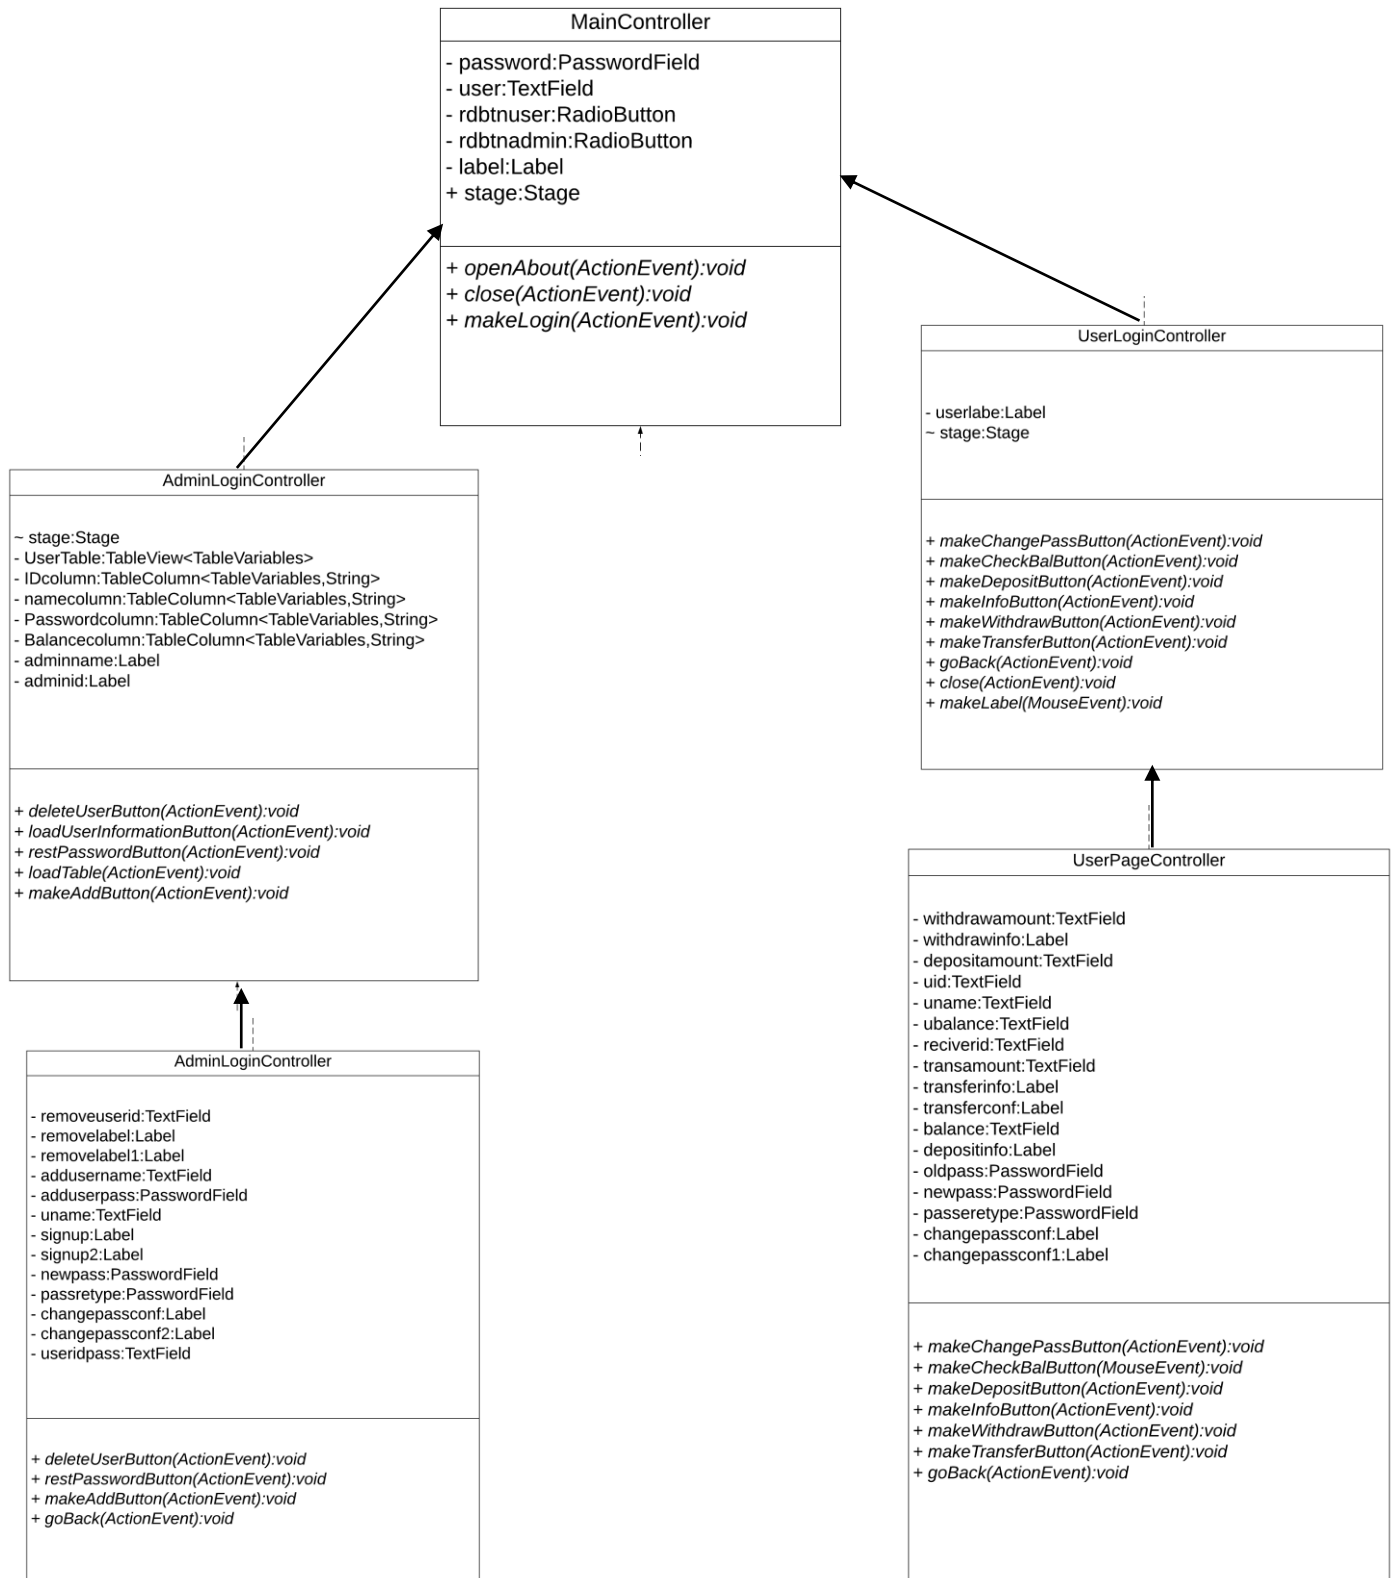 MainController
- password:PasswordField
- user:TextField
- rdbtnuser:RadioButton
- rdbtnadmin:RadioButton
- label:Label
+ stage:Stage
+ openAbout(ActionEvent):void
+ close(ActionEvent):void
+ makeLogin(ActionEvent):void
UserLoginController
- userlabe:Label
~ stage:Stage
+ makeChangePassButton(ActionEvent):void
+ makeCheckBalButton(ActionEvent):void
+ makeDepositButton(ActionEvent):void
+ makeInfoButton(ActionEvent):void
+ makeWithdrawButton(ActionEvent):void
+ makeTransferButton(ActionEvent):void
+ goBack(ActionEvent):void
+ close(ActionEvent):void
+ makeLabel(MouseEvent):void
AdminLoginController
~ stage:Stage
- UserTable:TableView<TableVariables>
- IDcolumn:TableColumn<TableVariables,String>
- namecolumn:TableColumn<TableVariables,String>
- Passwordcolumn:TableColumn<TableVariables,String>
- Balancecolumn:TableColumn<TableVariables,String>
- adminname:Label
- adminid:Label
+ deleteUserButton(ActionEvent):void
+ loadUserInformationButton(ActionEvent):void
+ restPasswordButton(ActionEvent):void
+ loadTable(ActionEvent):void
+ makeAddButton(ActionEvent):void
UserPageController
- withdrawamount:TextField
- withdrawinfo:Label
- depositamount:TextField
- uid:TextField
- uname:TextField
- ubalance:TextField
- reciverid:TextField
- transamount:TextField
- transferinfo:Label
- transferconf:Label
- balance:TextField
- depositinfo:Label
- oldpass:PasswordField
- newpass:PasswordField
- passeretype:PasswordField
- changepassconf:Label
- changepassconf1:Label
+ makeChangePassButton(ActionEvent):void
+ makeCheckBalButton(MouseEvent):void
+ makeDepositButton(ActionEvent):void
+ makeInfoButton(ActionEvent):void
+ makeWithdrawButton(ActionEvent):void
+ makeTransferButton(ActionEvent):void
+ goBack(ActionEvent):void
AdminLoginController
- removeuserid:TextField
- removelabel:Label
- removelabel1:Label
- addusername:TextField
- adduserpass:PasswordField
- uname:TextField
- signup:Label
- signup2:Label
- newpass:PasswordField
- passretype:PasswordField
- changepassconf:Label
- changepassconf2:Label
- useridpass:TextField
+ deleteUserButton(ActionEvent):void
+ restPasswordButton(ActionEvent):void
+ makeAddButton(ActionEvent):void
+ goBack(ActionEvent):void